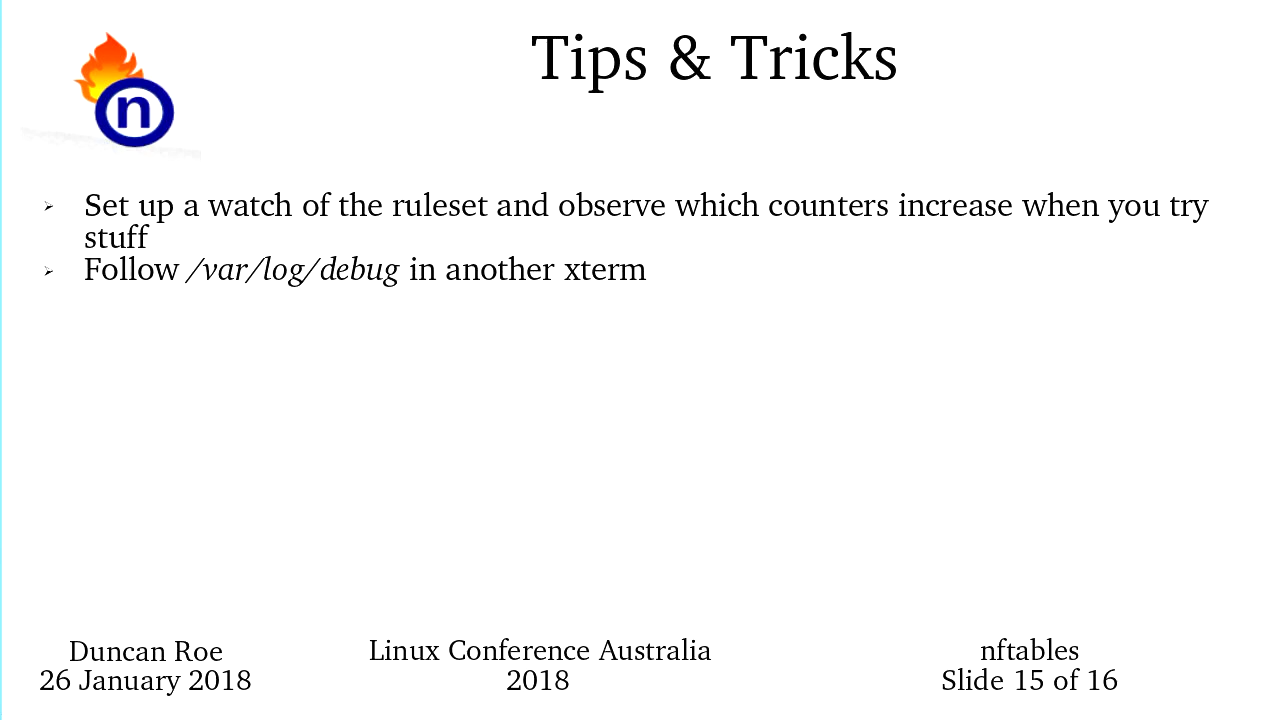 Tips & Tricks
n
➢ Set up a watch of the ruleset and observe which counters increase when you try
stuff
➢ Follow /var/log/debug in another xterm
Duncan Roe
26 January 2018
Linux Conference Australia
2018
nftables
Slide 15 of 16